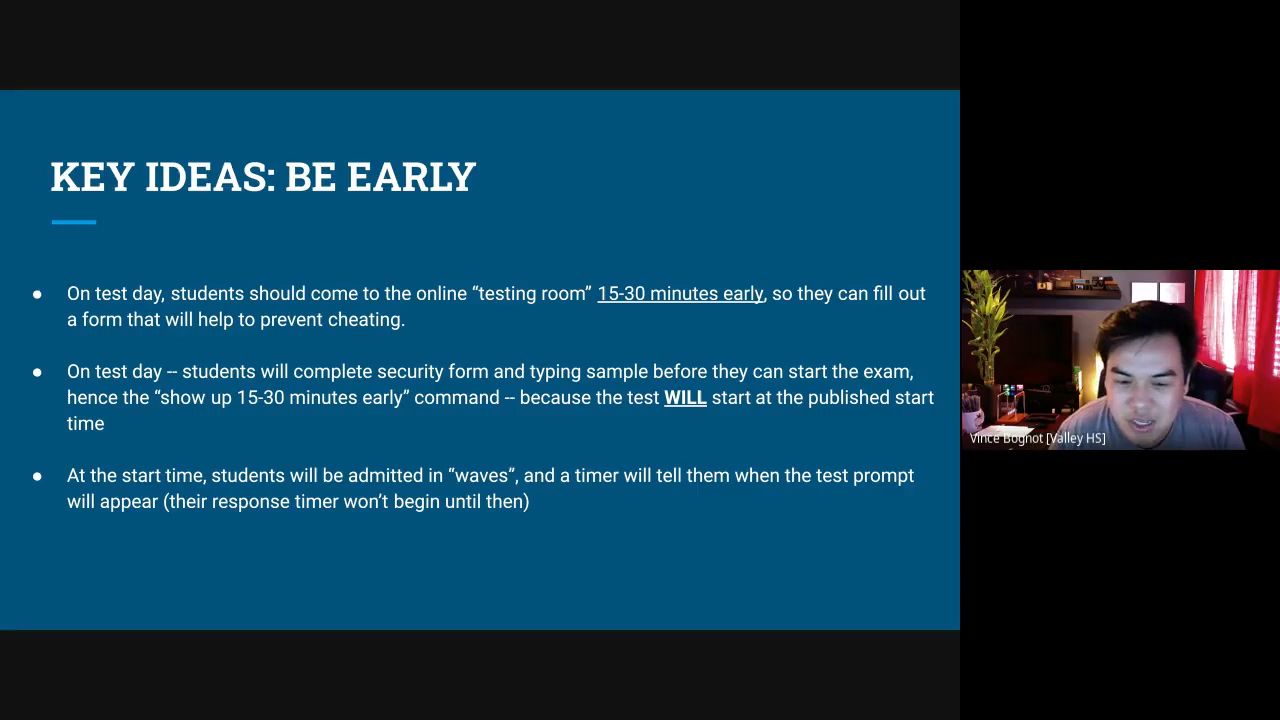 KEY IDEAS: BE EARLY
● On test day, students should come to the online “testing room” 15-30 minutes early, so they can fill out
a form that will help to prevent cheating.
● On test day -- students will complete security form and typing sample before they can start the exam,
hence the “show up 15-30 minutes early” command -- because the test WILL start at the published start
time
● At the start time, students will be admitted in “waves”, and a timer will tell them when the test prompt
will appear (their response timer won’t begin until then)
Vince Bognot [Valley HS]